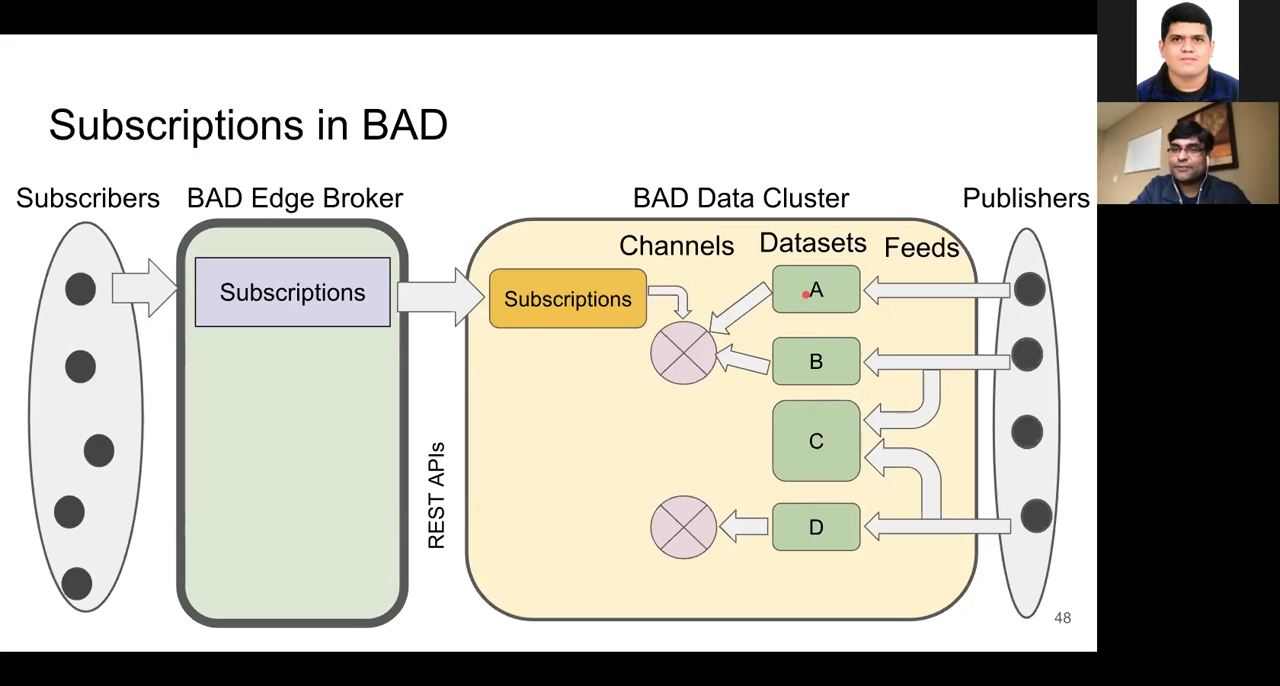 Subscriptions in BAD
Subscribers
BAD Edge Broker
BAD Data Cluster
Publishers
Channels
Datasets
Feeds
Subscriptions
Subscriptions
A
B
C
D
REST APIs
48